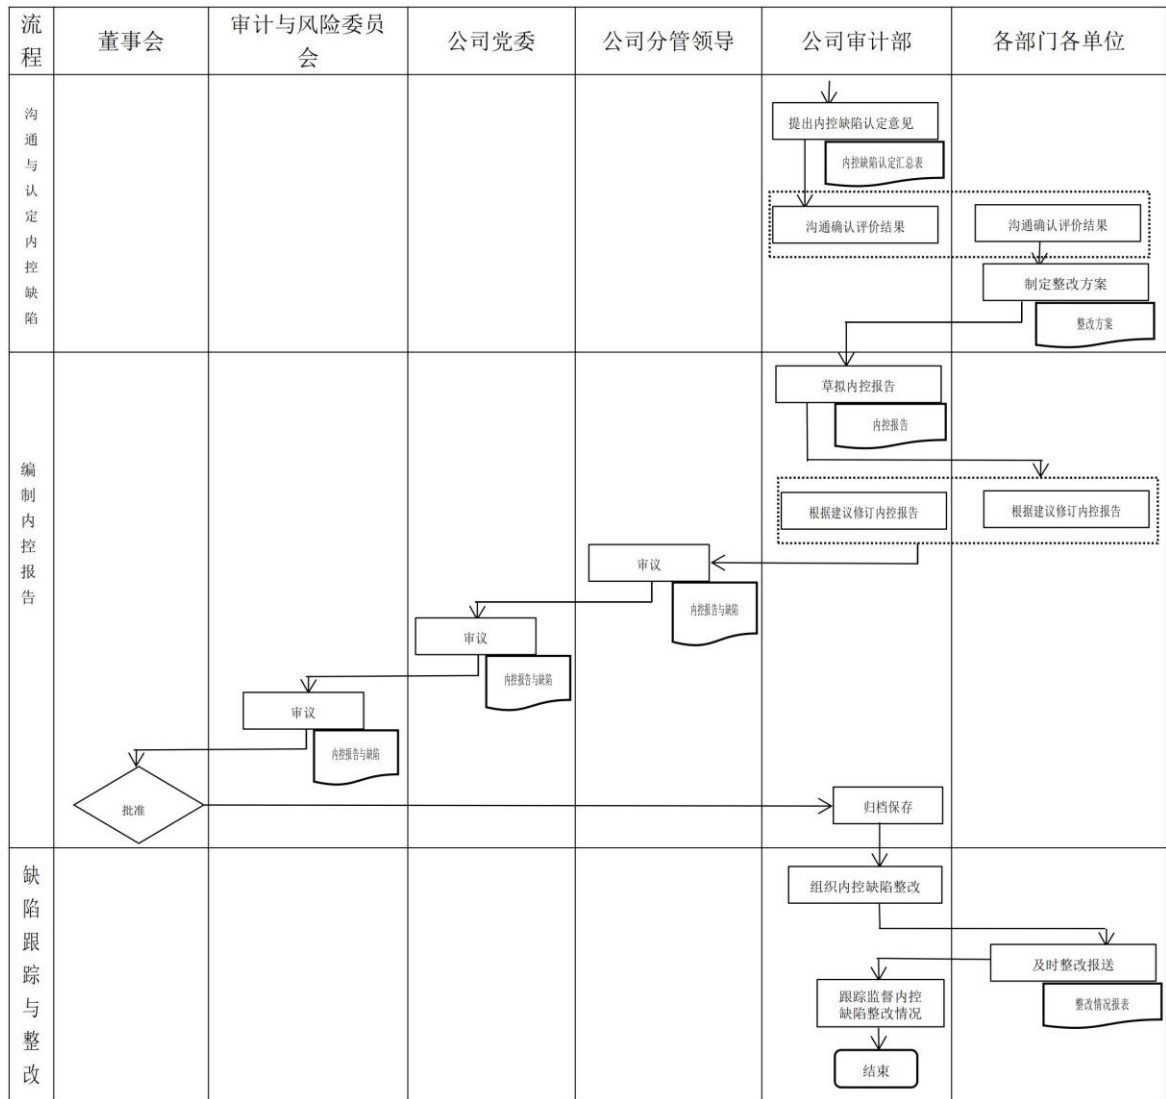 流
程
董事会
审计与风险委员
会
公司党委
公司分管领导
公司审计部
各部门各单位
沟
通
与
认
定
内
控
缺
陷
提出内控缺陷认定意见
内控缺陷认定汇总表
沟通确认评价结果
沟通确认评价结果
制定整改方案
整改方案
编
制
内
控
报
告
草拟内控报告
内控报告
根据建议修订内控报告
根据建议修订内控报告
审议
内控报告与缺陷
审议
内控报告与缺陷
审议
内控报告与缺陷
批准
归档保存
缺
陷
跟
踪
与
整
改
组织内控缺陷整改
及时整改报送
整改情况报表
跟踪监督内控
缺陷整改情况
结束